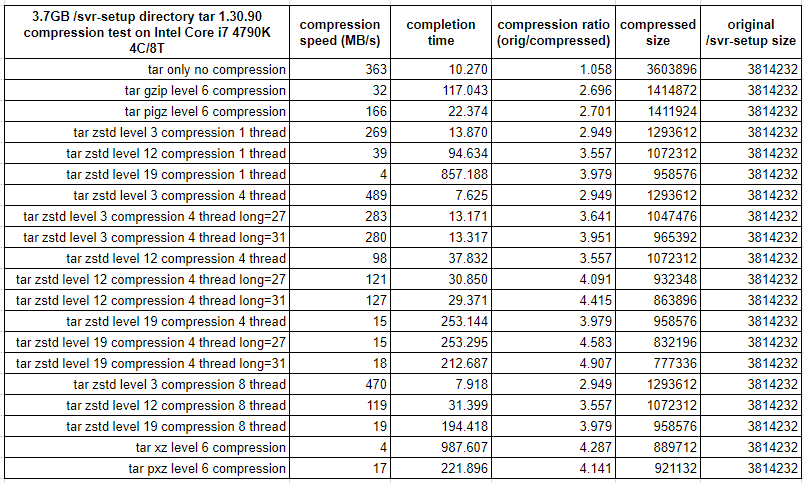 3.7GB /svr-setup directory tar 1.30.90 compression test on Intel Core i7 4790K 4C/8T compression speed (MB/s) completion time compression ratio (orig/compressed) compressed size original /svr-setup size
tar only no compression 363 10.270 1.058 3603896 3814232
tar gzip level 6 compression 32 117.043 2.696 1414872 3814232
tar pigz level 6 compression 166 22.374 2.701 1411924 3814232
tar zstd level 3 compression 1 thread 269 13.870 2.949 1293612 3814232
tar zstd level 12 compression 1 thread 39 94.634 3.557 1072312 3814232
tar zstd level 19 compression 1 thread 4 857.188 3.979 958576 3814232
tar zstd level 3 compression 4 thread 489 7.625 2.949 1293612 3814232
tar zstd level 3 compression 4 thread long=27 283 13.171 3.641 1047476 3814232
tar zstd level 3 compression 4 thread long=31 280 13.317 3.951 965392 3814232
tar zstd level 12 compression 4 thread 98 37.832 3.557 1072312 3814232
tar zstd level 12 compression 4 thread long=27 121 30.850 4.091 932348 3814232
tar zstd level 12 compression 4 thread long=31 127 29.371 4.415 863896 3814232
tar zstd level 19 compression 4 thread 15 253.144 3.979 958576 3814232
tar zstd level 19 compression 4 thread long=27 15 253.295 4.583 832196 3814232
tar zstd level 19 compression 4 thread long=31 18 212.687 4.907 777336 3814232
tar zstd level 3 compression 8 thread 470 7.918 2.949 1293612 3814232
tar zstd level 12 compression 8 thread 119 31.399 3.557 1072312 3814232
tar zstd level 19 compression 8 thread 19 194.418 3.979 958576 3814232
tar xz level 6 compression 4 987.607 4.287 889712 3814232
tar pxz level 6 compression 17 221.896 4.141 921132 3814232